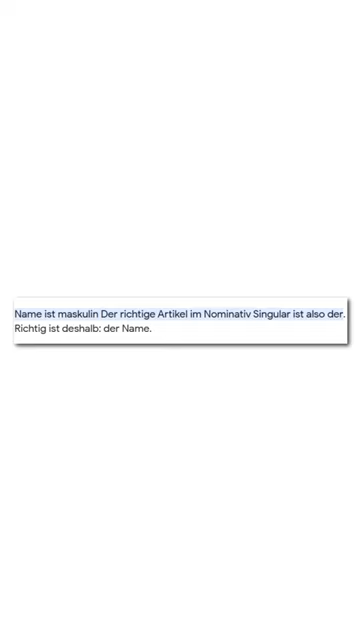 Name ist maskulin Der richtige Artikel im Nominativ Singular ist also der.
Richtig ist deshalb: der Name.